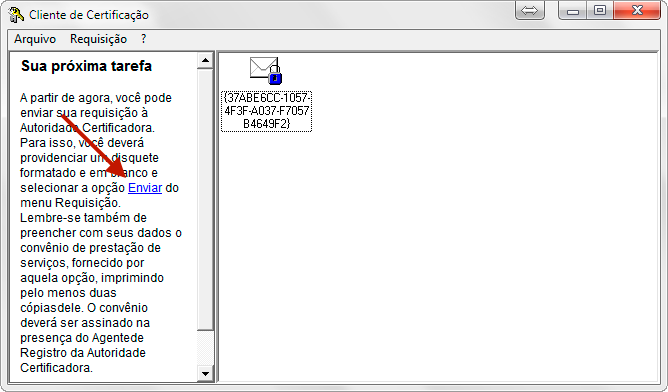 Cliente de Certificação
Arquivo Requisição ?
Sua próxima tarefa
A partir de agora, você pode
enviar sua requisição à
Autoridade Certificadora.
Para isso, você deverá
providenciar um disquete
formatado e em branco e
selecionar a opção Enviar do
menu Requisição.
Lembre-se também de
preencher com seus dados o
convênio de prestação de
serviços, fornecido por
aquela opção, imprimindo
pelo menos duas
cópiasdele. O convênio
deverá ser assinado na
presença do Agentede
Registro da Autoridade
Certificadora.
{37ABE6CC-1057-
4F3F-A037-F7057
B4649F2}